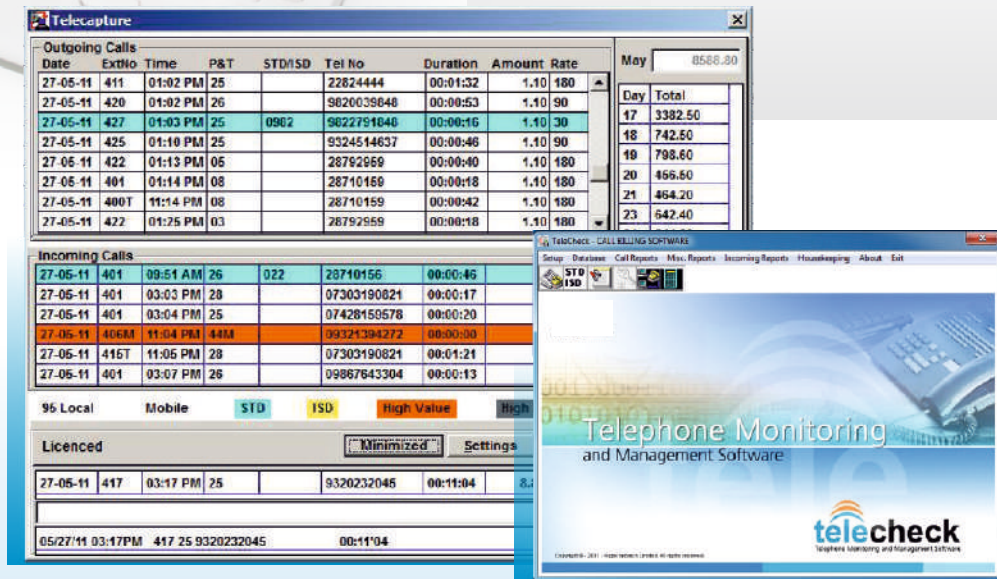 Telecapture
Outgoing Calls
Date ExtNo Time P&T STD/ISD Tel No Duration Amount Rate
27-05-11 411 01:02 PM 25 22824444 00:01:32 1.10 180
27-05-11 420 01:02 PM 26 9820039848 00:00:53 1.10 90
27-05-11 427 01:03 PM 25 0982 9822791848 00:00:16 1.10 30
27-05-11 425 01:10 PM 25 9324514637 00:00:46 1.10 90
27-05-11 422 01:13 PM 05 28792959 00:00:40 1.10 180
27-05-11 401 01:14 PM 08 28710159 00:00:18 1.10 180
27-05-11 400T 11:14 PM 08 28710159 00:00:42 1.10 180
27-05-11 422 01:25 PM 03 28792959 00:00:18 1.10 180
May 8588.80
Day Total
17 3382.50
18 742.50
19 798.60
20 456.50
21 464.20
23 642.40
Incoming Calls
27-05-11 401 09:51 AM 26 022 28710156 00:00:46
27-05-11 401 03:03 PM 28 07303190821 00:00:17
27-05-11 401 03:04 PM 25 07428159578 00:00:20
27-05-11 406M 11:04 PM 44M 09321394272 00:00:00
27-05-11 415T 11:05 PM 28 07303190821 00:01:21
27-05-11 401 03:07 PM 26 09867643304 00:00:13
95 Local Mobile STD ISD High Value High
Licenced Minimized Settings
27-05-11 417 03:17 PM 25 9320232045 00:11:04
05/27/11 03:17PM 417 25 9320232045 00:11'04
TeleCheck - CALL BILLING SOFTWARE
Setup Database Call Reports Misc. Reports Incoming Reports Housekeeping About Exit
STD
ISD
Telephone Monitoring
and Management Software
Tele
telecheck
Telephone Monitoring and Management Software